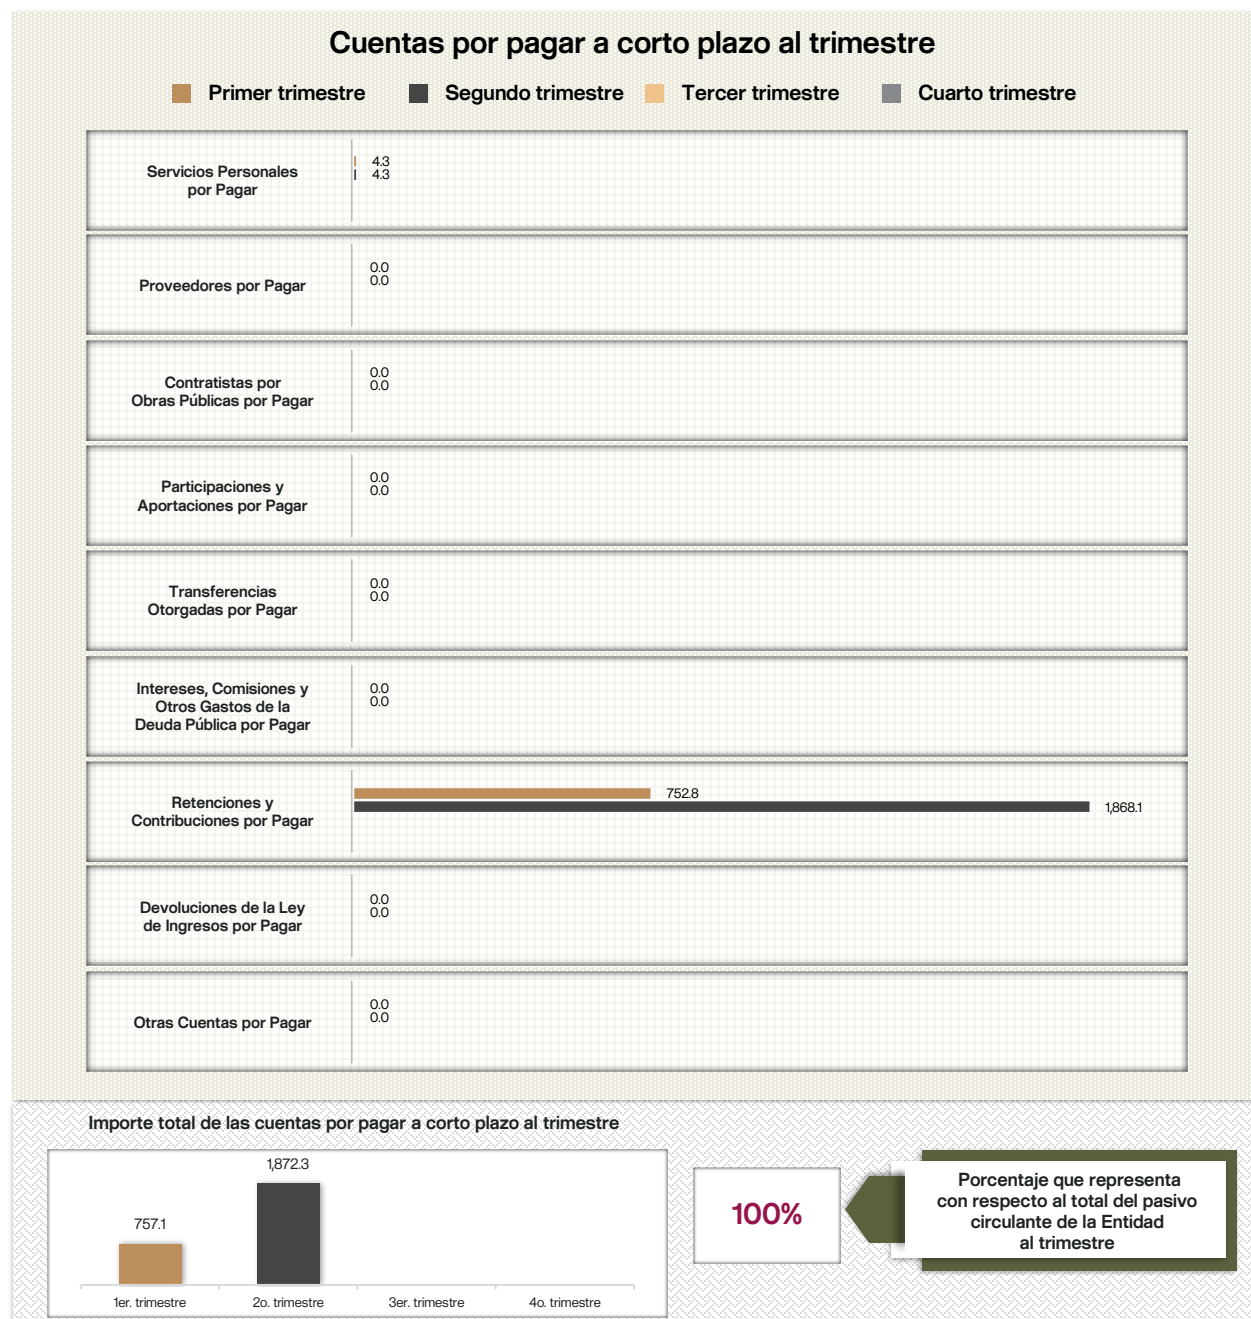 Cuentas por pagar a corto plazo al trimestre
Primer trimestre Segundo trimestre Tercer trimestre Cuarto trimestre
Servicios Personales
por Pagar
4.3
4.3
Proveedores por Pagar
0.0
0.0
Contratistas por
Obras Públicas por Pagar
0.0
0.0
Participaciones y
Aportaciones por Pagar
0.0
0.0
Transferencias
Otorgadas por Pagar
0.0
0.0
Intereses, Comisiones y
Otros Gastos de la
Deuda Pública por Pagar
0.0
0.0
Retenciones y
Contribuciones por Pagar
752.8
1,868.1
Devoluciones de la Ley
de Ingresos por Pagar
0.0
0.0
Otras Cuentas por Pagar
0.0
0.0
Importe total de las cuentas por pagar a corto plazo al trimestre
757.1
1,872.3
1er. trimestre 2o. trimestre 3er. trimestre 4o. trimestre
100%
Porcentaje que representa
con respecto al total del pasivo
circulante de la Entidad
al trimestre